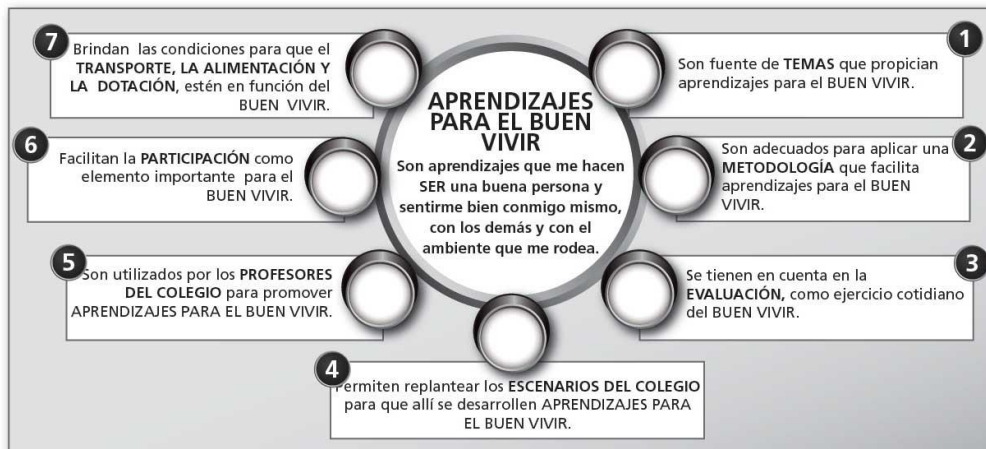 APRENDIZAJES
PARA EL BUEN
VIVIR
Son aprendizajes que me hacen
SER una buena persona y
sentirme bien conmigo mismo,
con los demás y con el
ambiente que me rodea.
1
Son fuente de TEMAS que propician
aprendizajes para el BUEN VIVIR.
2
Son adecuados para aplicar una
METODOLOGÍA que facilita
aprendizajes para el BUEN
VIVIR.
3
Se tienen en cuenta en la
EVALUACIÓN, como ejercicio cotidiano
del BUEN VIVIR.
4
Permiten replantear los ESCENARIOS DEL COLEGIO
para que allí se desarrollen APRENDIZAJES PARA
EL BUEN VIVIR.
5
Son utilizados por los PROFESORES
DEL COLEGIO para promover
APRENDIZAJES PARA EL BUEN VIVIR.
6
Facilitan la PARTICIPACIÓN como
elemento importante para el
BUEN VIVIR.
7
Brindan las condiciones para que el
TRANSPORTE, LA ALIMENTACIÓN Y
LA DOTACIÓN, estén en función del
BUEN VIVIR.